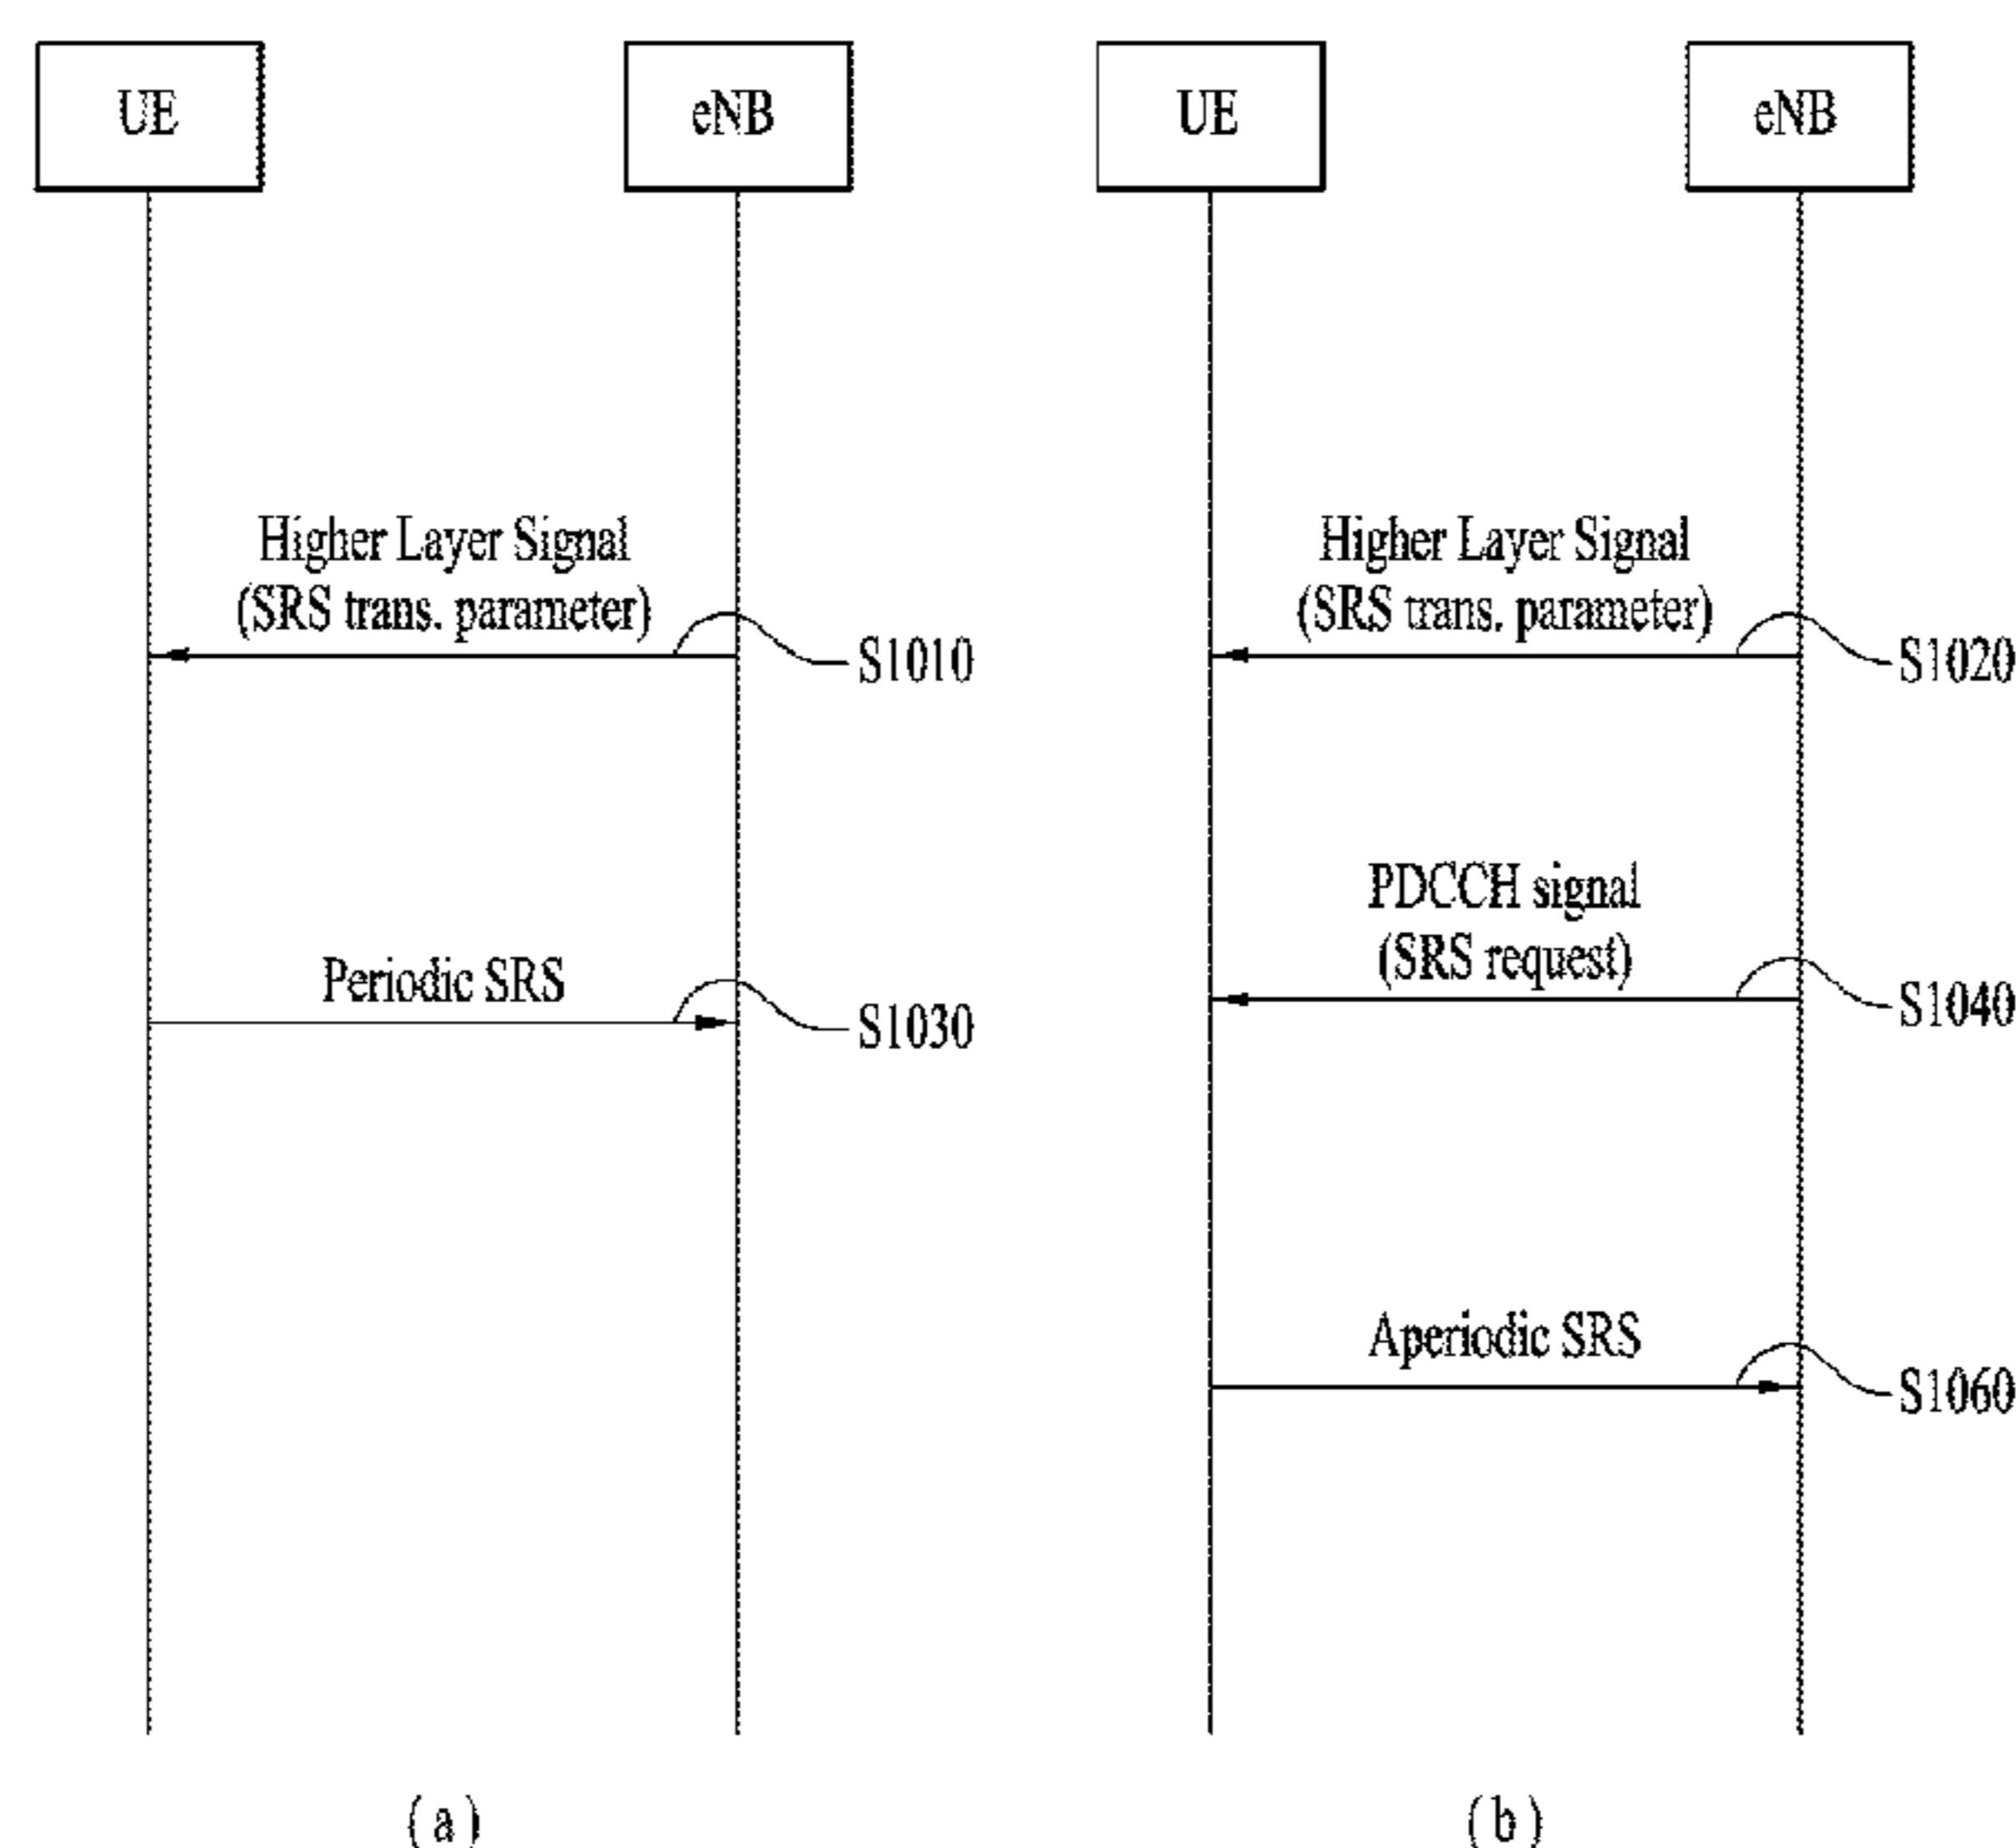 UE
eNB
Higher Layer Signal
(SRS trans. parameter)
S1010
Periodic SRS
S1030
(a)
UE
eNB
Higher Layer Signal
(SRS trans. parameter)
S1020
PDCCH signal
(SRS request)
S1040
Aperiodic SRS
S1060
(b)